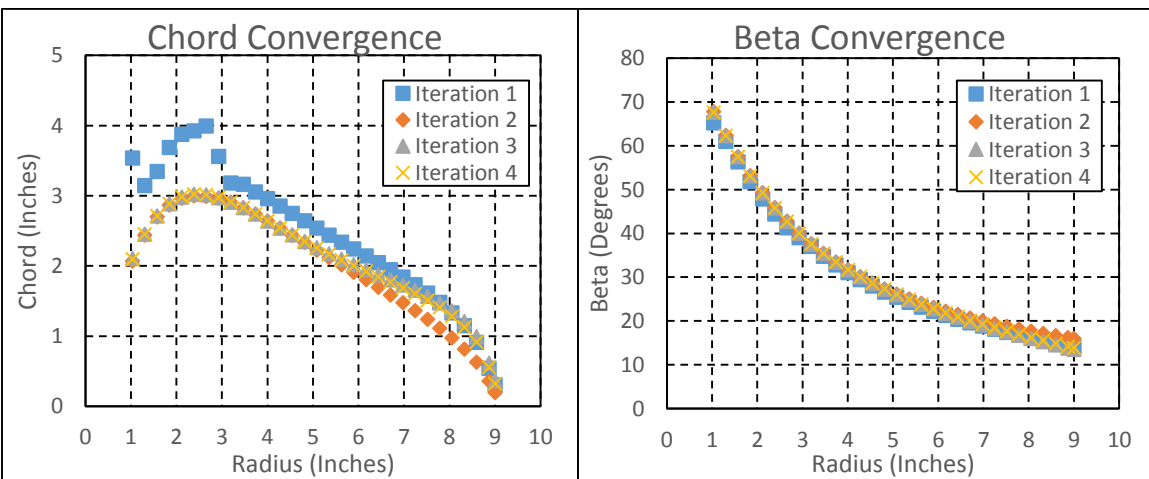 Chord Convergence
5
4
3
2
1
0
Chord (Inches)
Iteration 1
Iteration 2
Iteration 3
Iteration 4
0 1 2 3 4 5 6 7 8 9 10
Radius (Inches)
Beta Convergence
80
70
60
50
40
30
20
10
0
Beta (Degrees)
Iteration 1
Iteration 2
Iteration 3
Iteration 4
0 1 2 3 4 5 6 7 8 9 10
Radius (Inches)